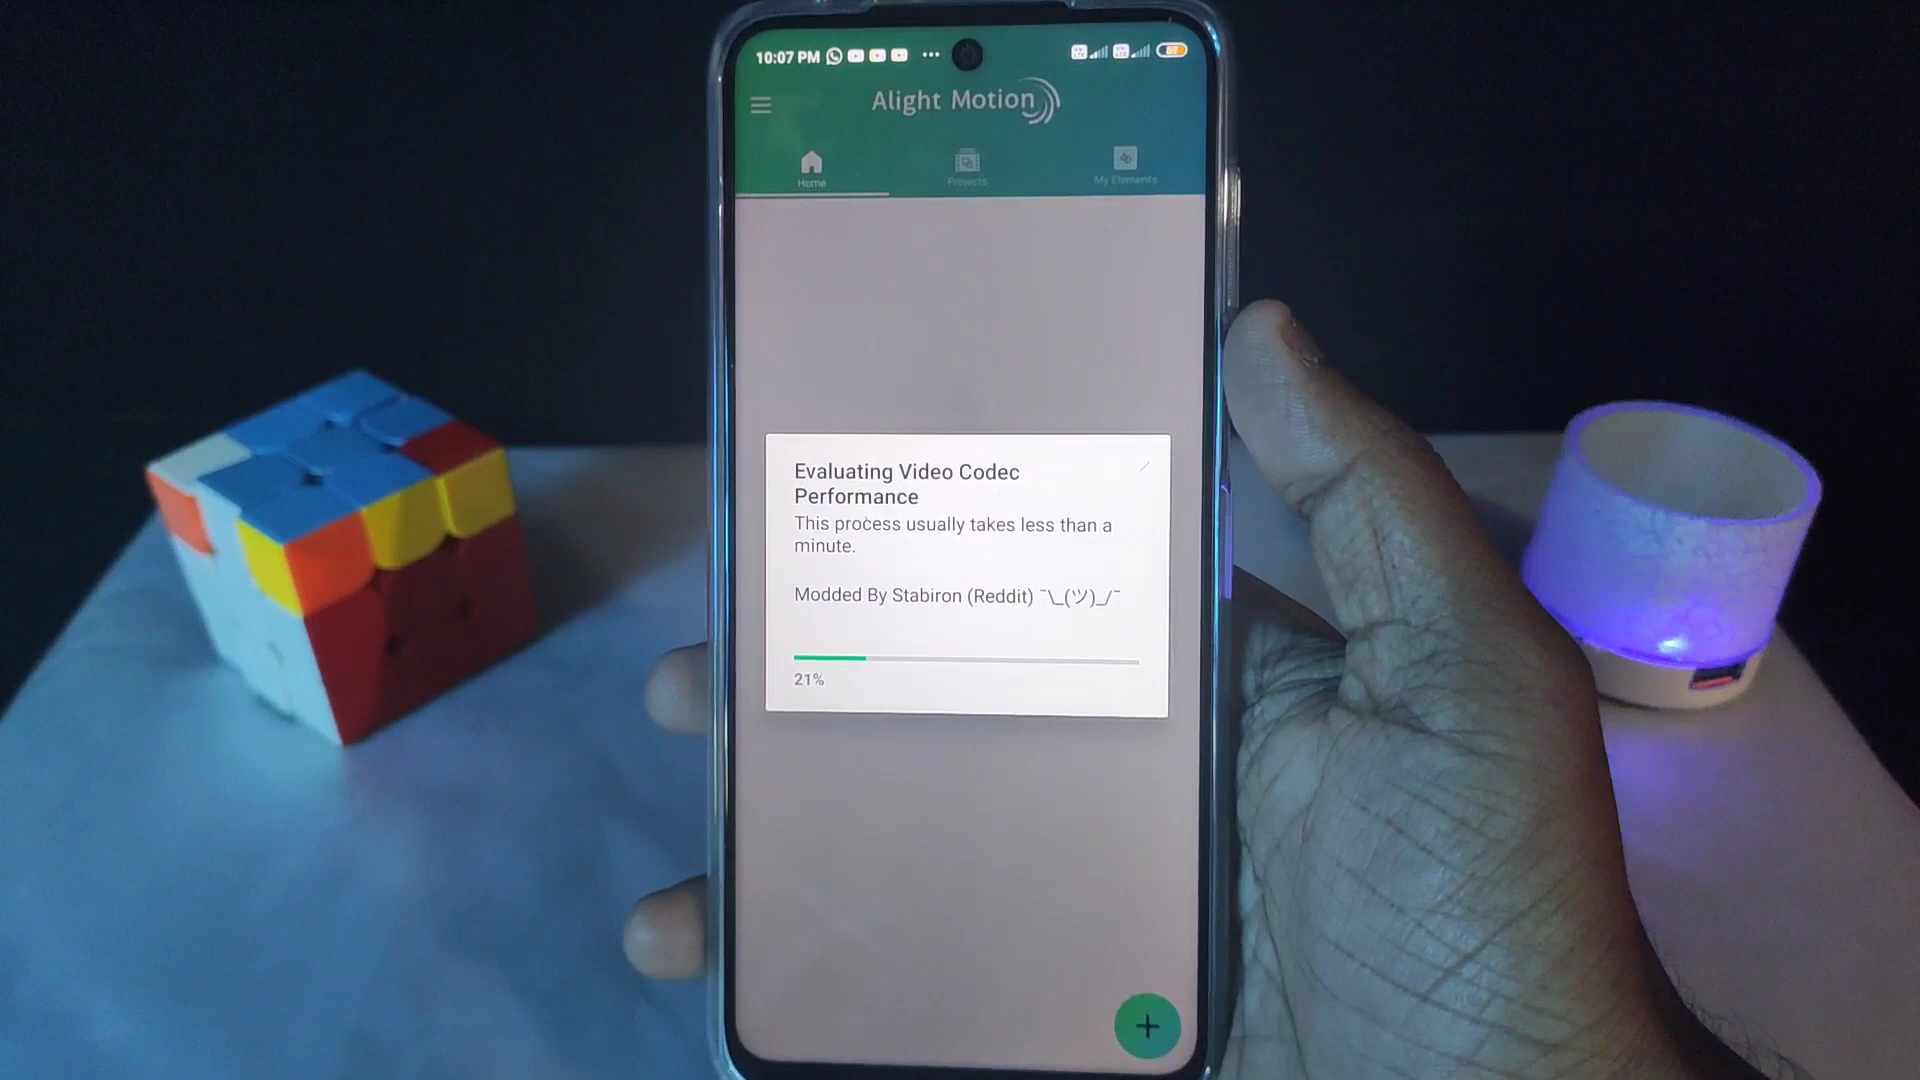 10:07 PM
Alight Motion
Home
Projects
My Elements
Evaluating Video Codec
Performance
This process usually takes less than a
minute.
Modded By Stabiron (Reddit) ¯\_(ツ)_/¯
21%